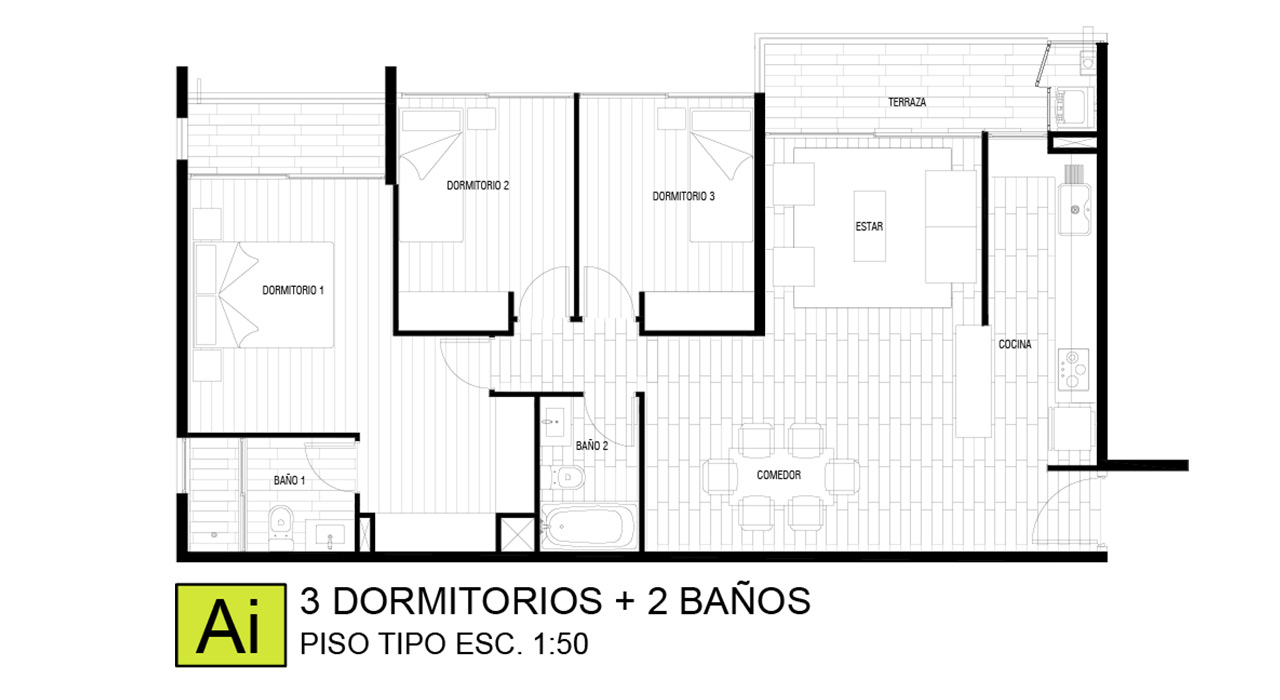 TERRAZA
DORMITORIO 2
DORMITORIO 3
ESTAR
DORMITORIO 1
COCINA
BAÑO 2
COMEDOR
BAÑO 1
Ai
3 DORMITORIOS + 2 BAÑOS
PISO TIPO ESC. 1:50